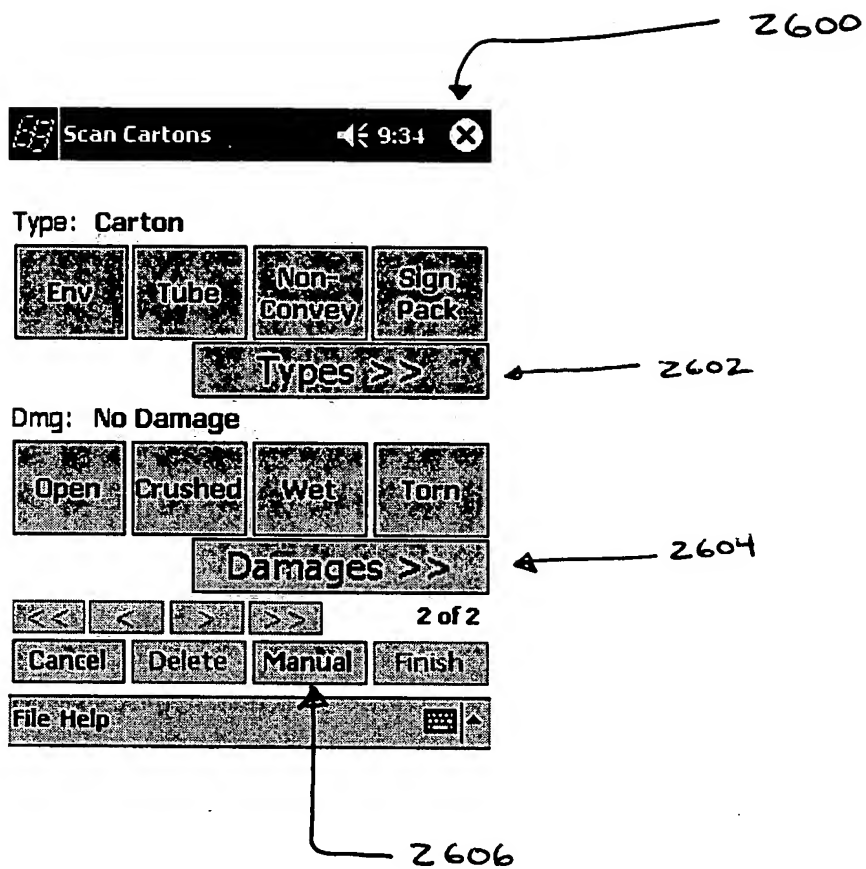 2600
Scan Cartons 9:34
Type: Carton
Env Tube Non-Convey Sign Pack
Types >>
2602
Dmg: No Damage
Open Crushed Wet Torn
Damages >>
2604
<< < > >> 2 of 2
Cancel Delete Manual Finish
File Help
2606